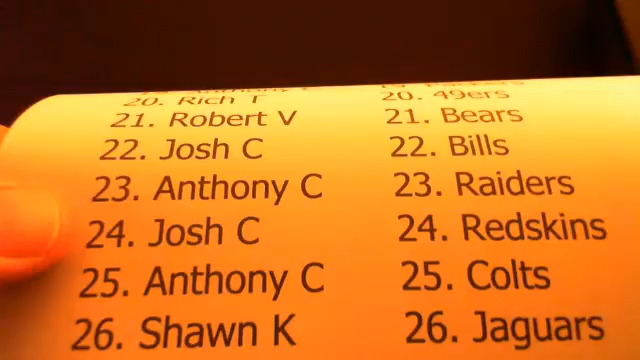 20. Rich T 20. 49ers
21. Robert V 21. Bears
22. Josh C 22. Bills
23. Anthony C 23. Raiders
24. Josh C 24. Redskins
25. Anthony C 25. Colts
26. Shawn K 26. Jaguars